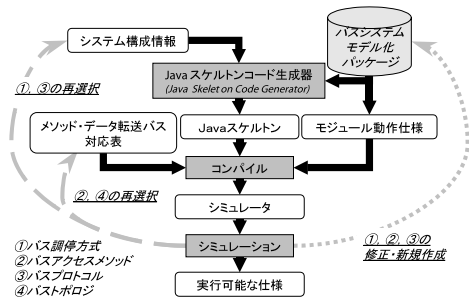 システム構成情報
バスシステム
モデル化
パッケージ
Javaスケルトンコード生成器
(Java Skelet on Code Generator)
①, ③の再選択
メソッド・データ転送バス
対応表
Javaスケルトン
モジュール動作仕様
コンパイル
②, ④の再選択
シミュレータ
シミュレーション
①, ②, ③の
修正・新規作成
①バス調停方式
②バスアクセスメソッド
③バスプロトコル
④バストポロジ
実行可能な仕様